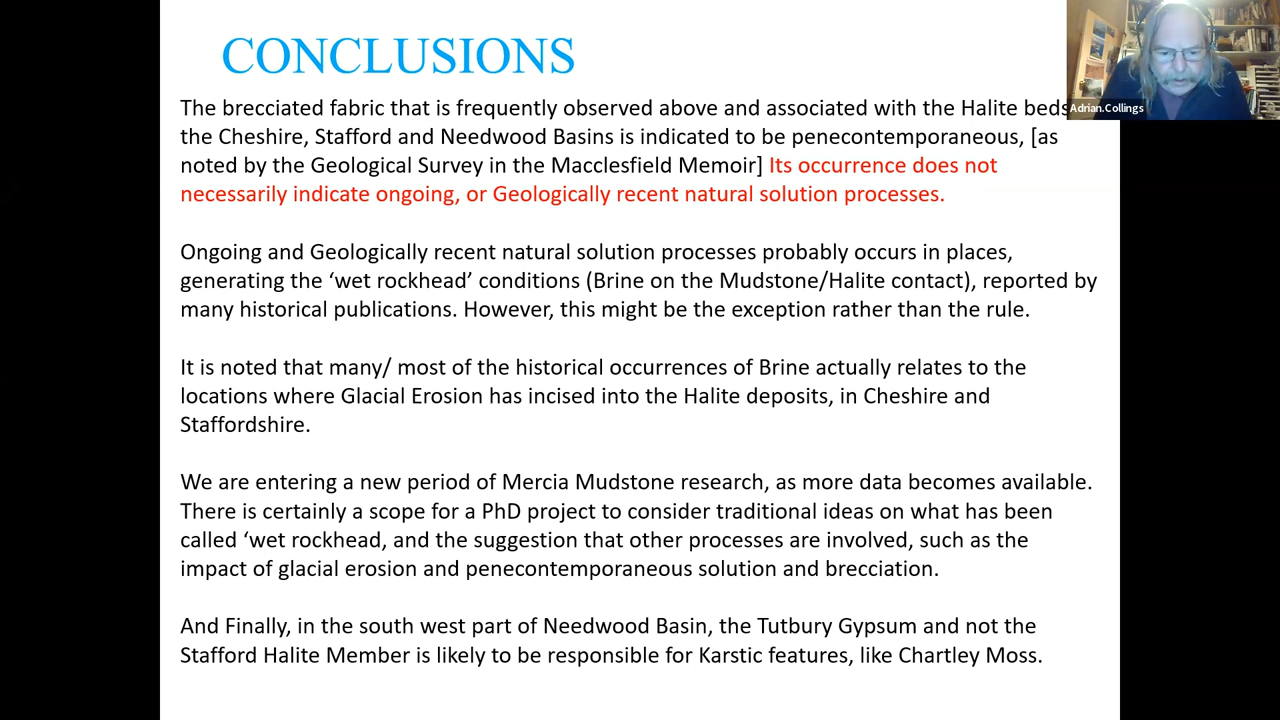 CONCLUSIONS
The brecciated fabric that is frequently observed above and associated with the Halite beds
the Cheshire, Stafford and Needwood Basins is indicated to be penecontemporaneous, [as
noted by the Geological Survey in the Macclesfield Memoir] Its occurrence does not
necessarily indicate ongoing, or Geologically recent natural solution processes.
Ongoing and Geologically recent natural solution processes probably occurs in places,
generating the ‘wet rockhead’ conditions (Brine on the Mudstone/Halite contact), reported by
many historical publications. However, this might be the exception rather than the rule.
It is noted that many/ most of the historical occurrences of Brine actually relates to the
locations where Glacial Erosion has incised into the Halite deposits, in Cheshire and
Staffordshire.
We are entering a new period of Mercia Mudstone research, as more data becomes available.
There is certainly a scope for a PhD project to consider traditional ideas on what has been
called ‘wet rockhead, and the suggestion that other processes are involved, such as the
impact of glacial erosion and penecontemporaneous solution and brecciation.
And Finally, in the south west part of Needwood Basin, the Tutbury Gypsum and not the
Stafford Halite Member is likely to be responsible for Karstic features, like Chartley Moss.
Adrian.Collings